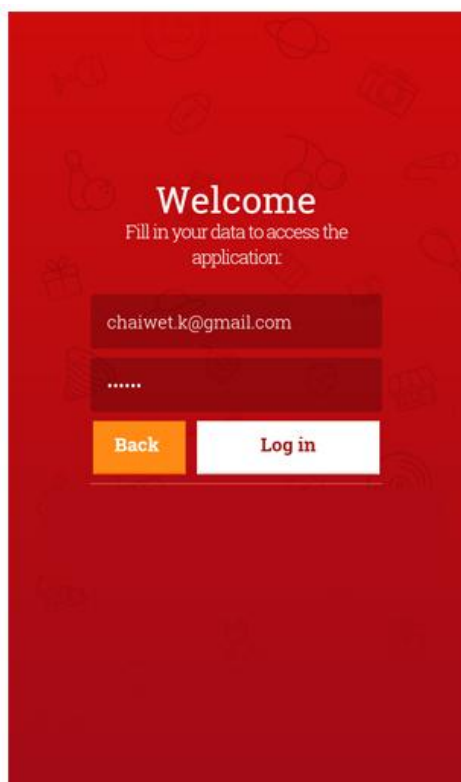 Welcome
Fill in your data to access the
application:
chaiwet.k@gmail.com
••••••
Back
Log in